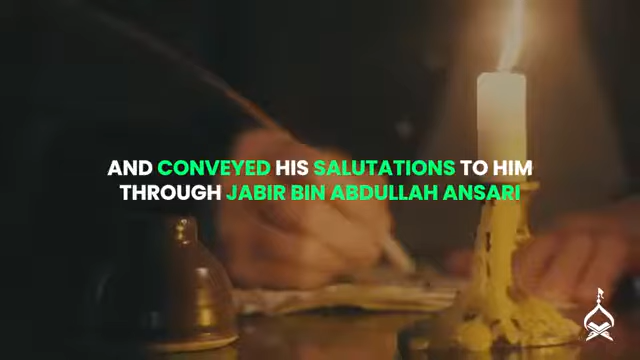 AND CONVEYED HIS SALUTATIONS TO HIM
THROUGH JABIR BIN ABDULLAH ANSARI